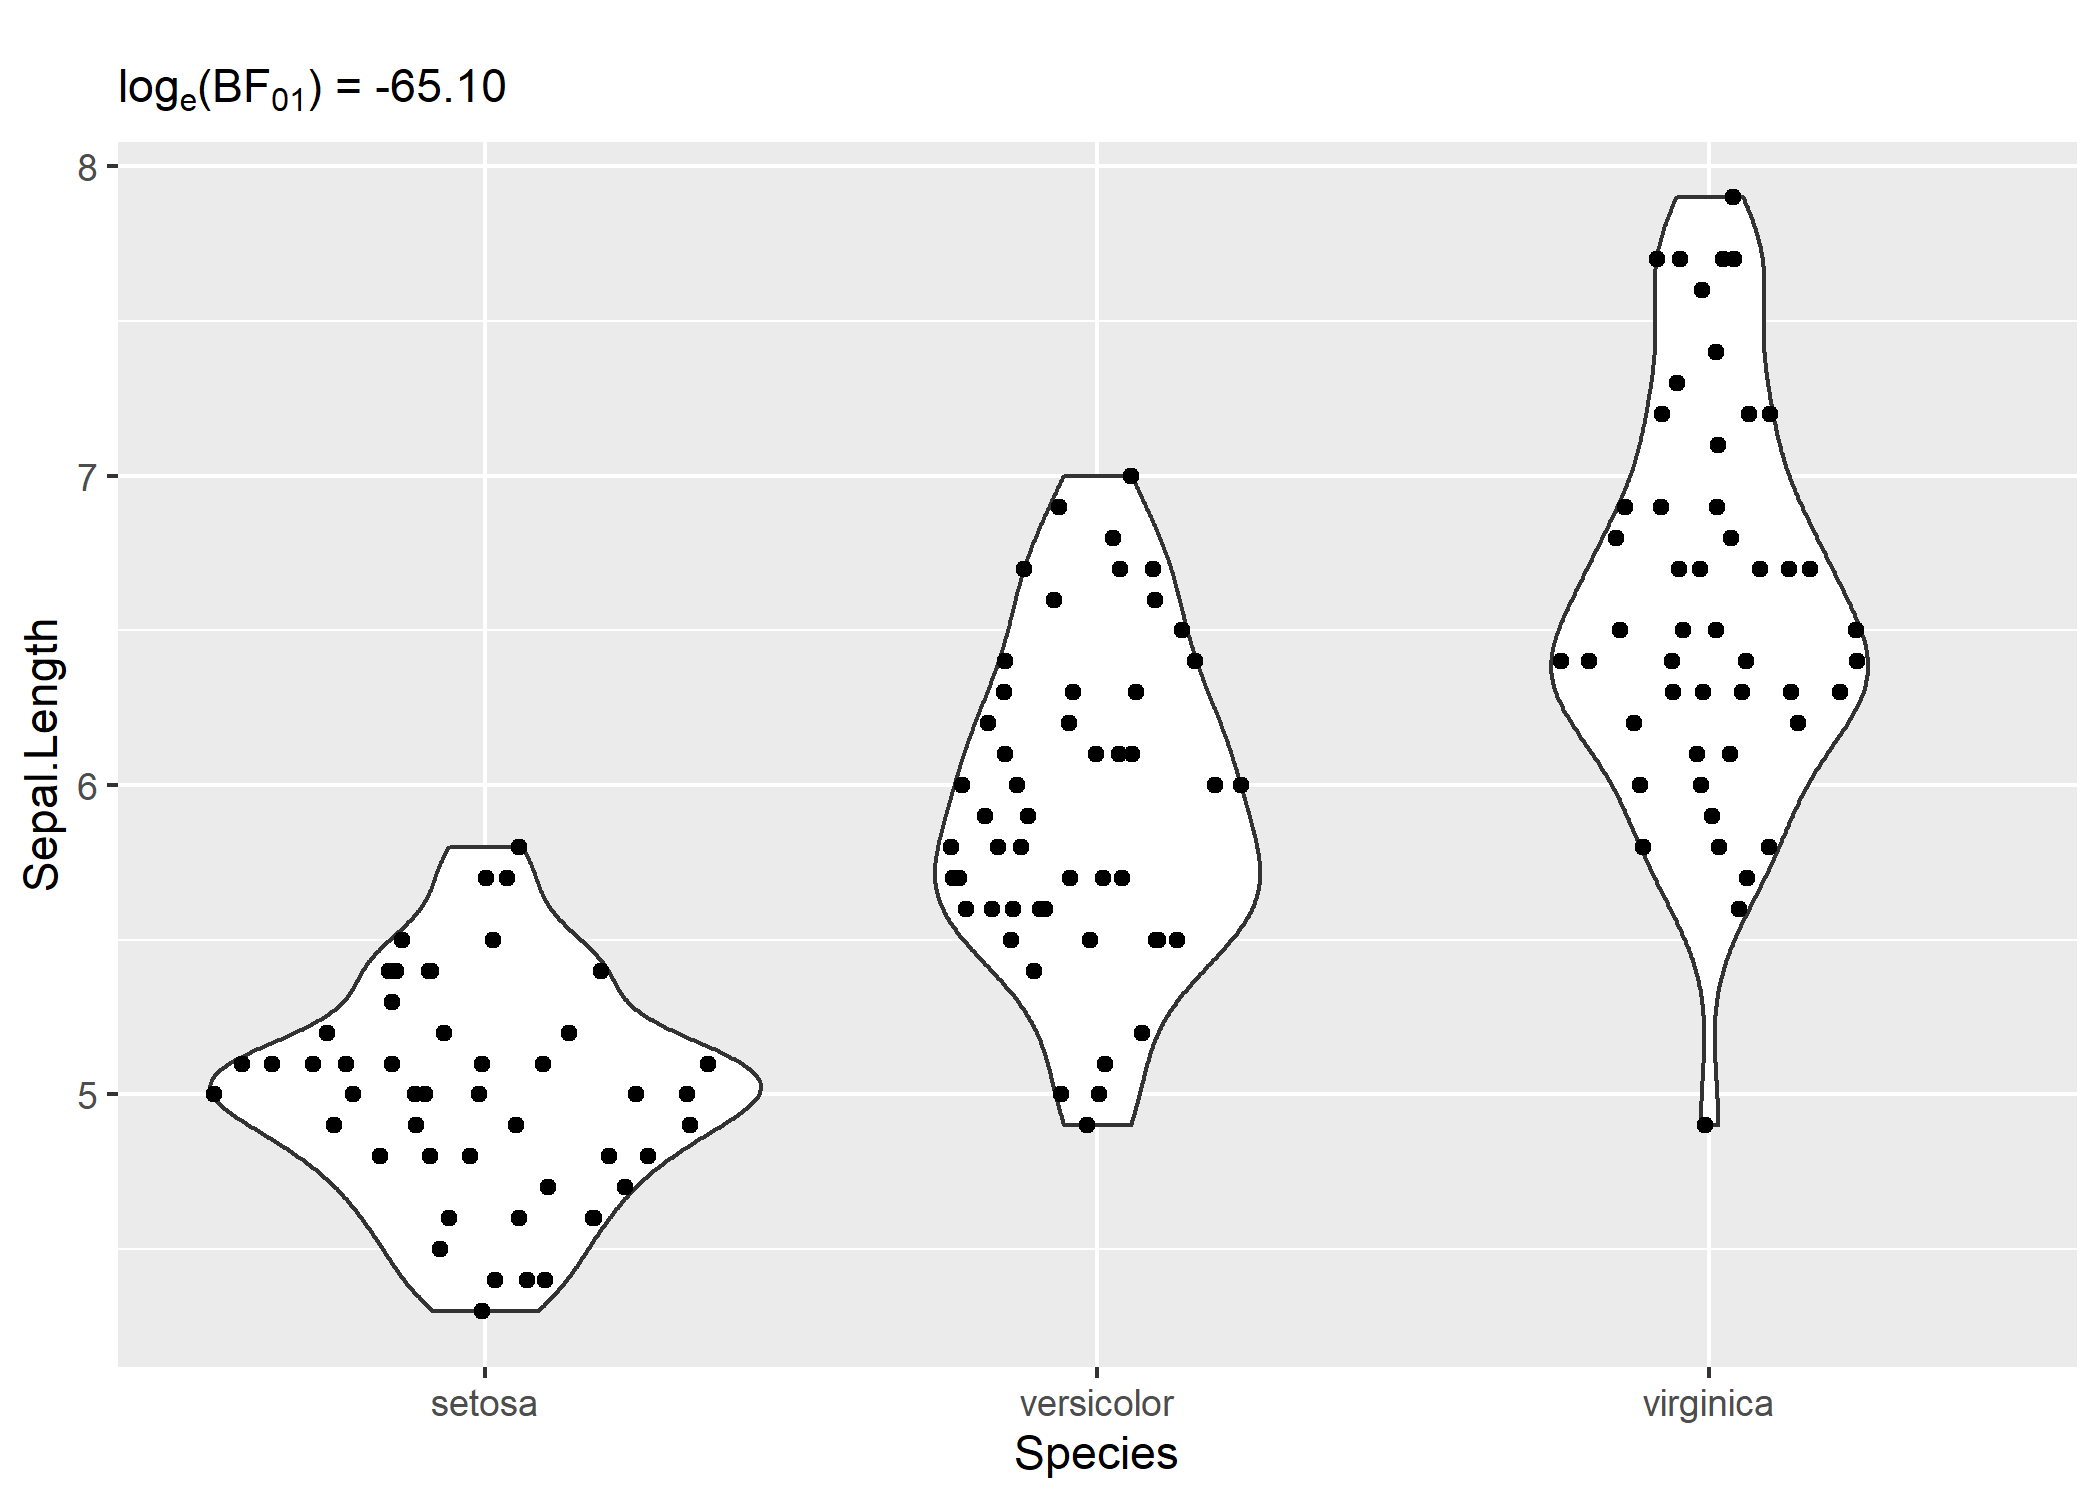 logₑ(BF₀₁) = -65.10
8
7
6
5
Sepal.Length
setosa versicolor virginica
Species